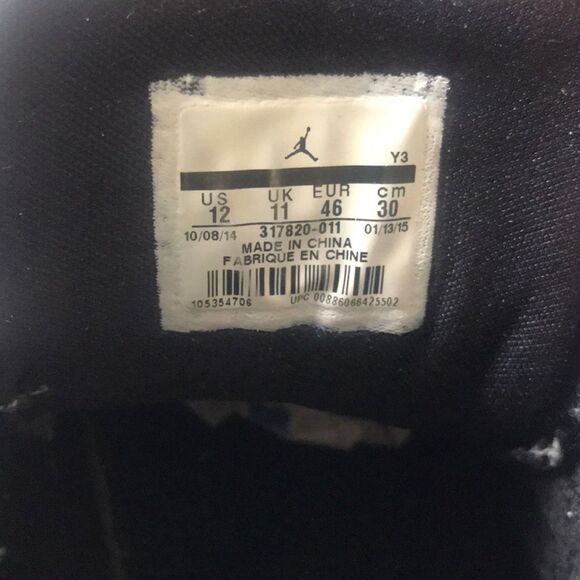 Y3
US UK EUR cm
12 11 46 30
10/08/14 317820-011 01/13/15
MADE IN CHINA
FABRIQUE EN CHINE
105354706 UPC 00886066425502